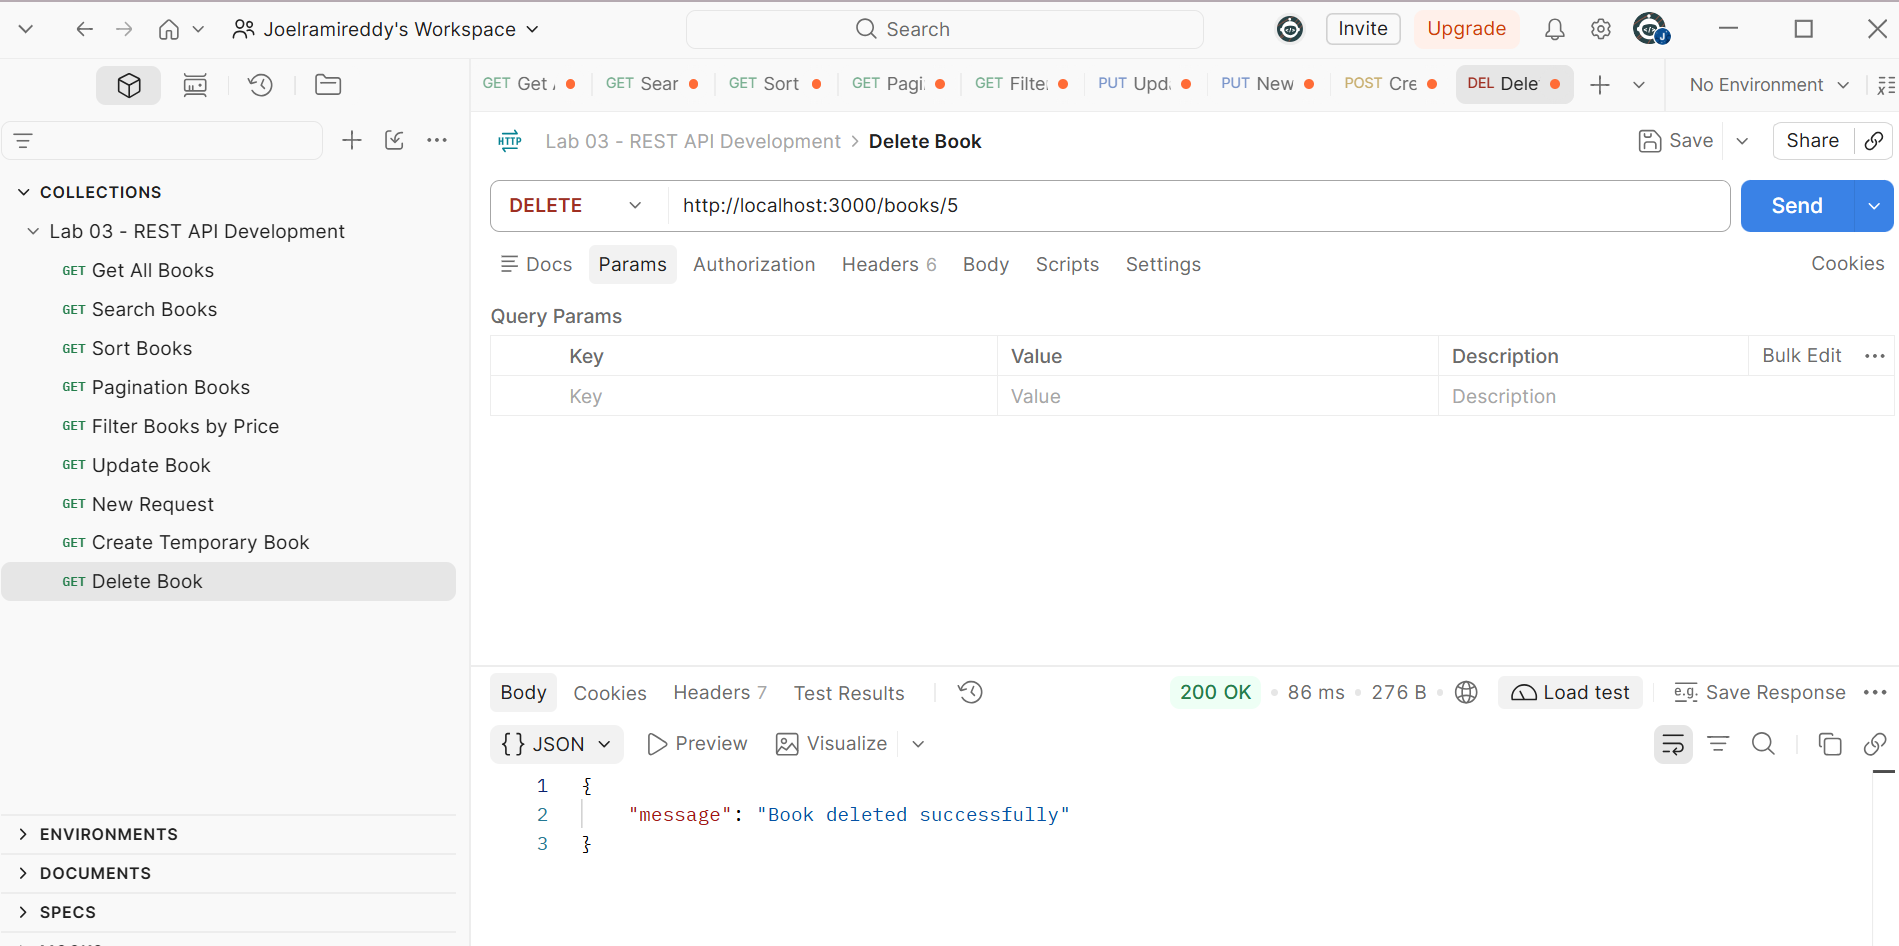 Joelramireddy's Workspace
Search
Invite
Upgrade
J
GET Get
GET Sear
GET Sort
GET Pagi
GET Filte
PUT Upd
PUT New
POST Cre
DEL Dele
No Environment
HTTP
Lab 03 - REST API Development > Delete Book
Save
Share
COLLECTIONS
Lab 03 - REST API Development
GET Get All Books
GET Search Books
GET Sort Books
GET Pagination Books
GET Filter Books by Price
GET Update Book
GET New Request
GET Create Temporary Book
GET Delete Book
ENVIRONMENTS
DOCUMENTS
SPECS
DELETE
http://localhost:3000/books/5
Send
Docs
Params
Authorization
Headers 6
Body
Scripts
Settings
Cookies
Query Params
Key Value Description Bulk Edit
Key Value Description
Body
Cookies
Headers 7
Test Results
200 OK
86 ms
276 B
Load test
e.g. Save Response
{} JSON
Preview
Visualize
1 {
2 "message": "Book deleted successfully"
3 }